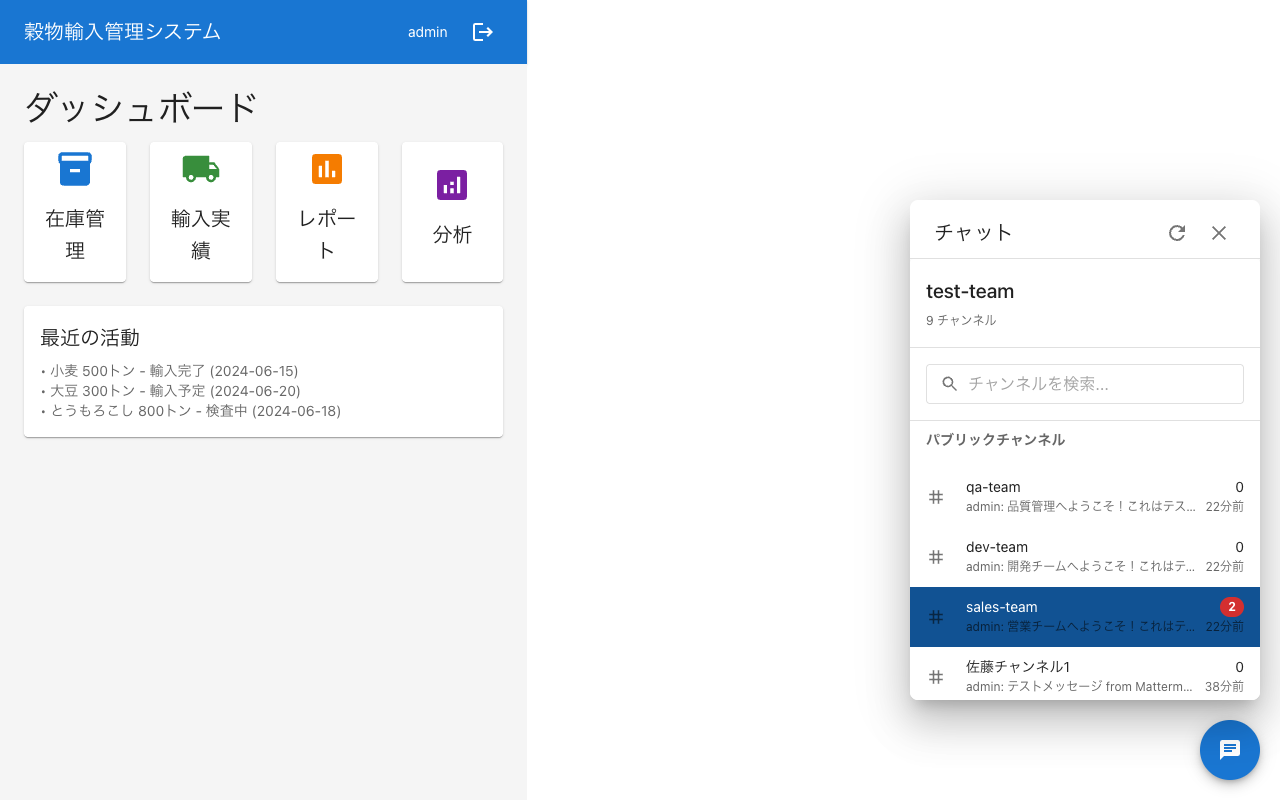 穀物輸入管理システム
admin
ダッシュボード
在庫管
理
輸入実
績
レポー
ト
分析
最近の活動
• 小麦 500トン - 輸入完了 (2024-06-15)
• 大豆 300トン - 輸入予定 (2024-06-20)
• とうもろこし 800トン - 検査中 (2024-06-18)
チャット
test-team
9 チャンネル
チャンネルを検索...
パブリックチャンネル
qa-team 0
admin: 品質管理へようこそ！これはテス... 22分前
dev-team 0
admin: 開発チームへようこそ！これはテ... 22分前
sales-team 2
admin: 営業チームへようこそ！これはテ... 22分前
佐藤チャンネル1 0
admin: テストメッセージ from Matterm... 38分前